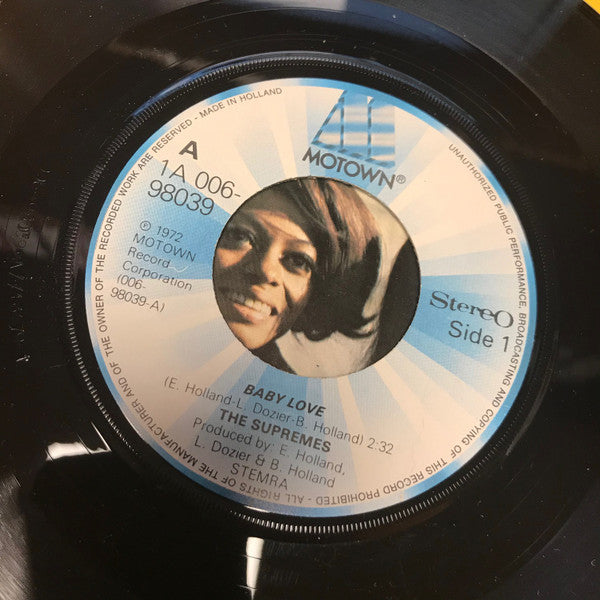 MOTOWN®
A
1A 006-
98039
℗ 1972
MOTOWN
Record
Corporation
(006-
98039-A)
Stereo
Side 1
BABY LOVE
(E. Holland-L. Dozier-B. Holland) 2:32
THE SUPREMES
Produced by: E. Holland,
L. Dozier & B. Holland
STEMRA
ALL RIGHTS OF THE MANUFACTURER AND OF THE OWNER OF THE RECORDED WORK ARE RESERVED - MADE IN HOLLAND
UNAUTHORIZED PUBLIC PERFORMANCE, BROADCASTING AND COPYING OF THIS RECORD PROHIBITED -